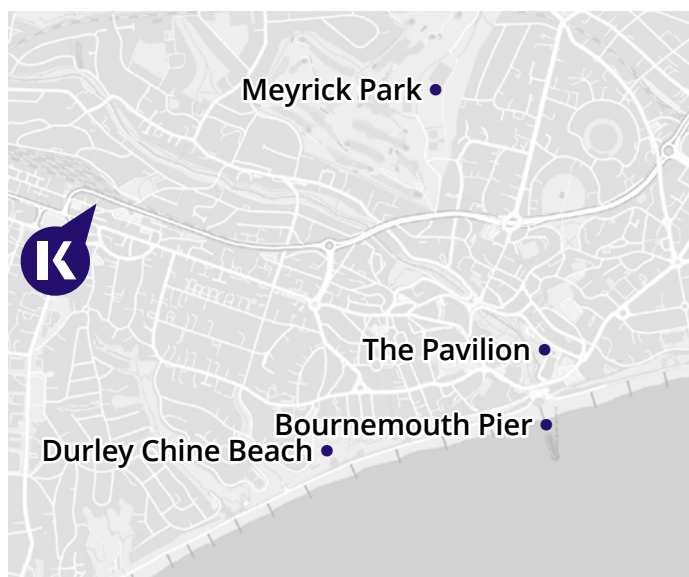 Meyrick Park
K
The Pavilion
Bournemouth Pier
Durley Chine Beach